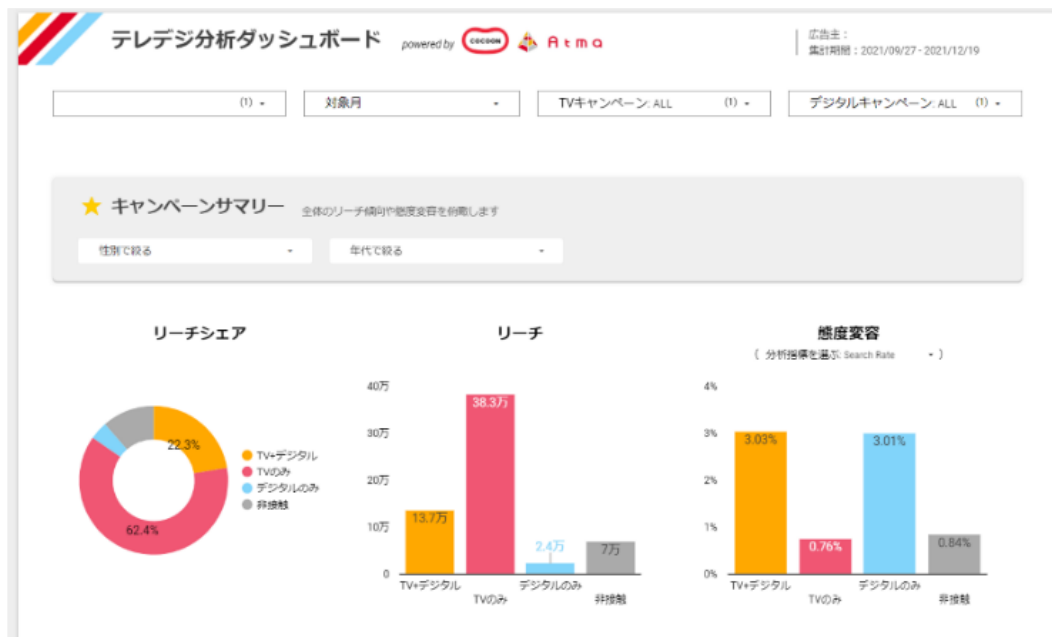 テレデジ分析ダッシュボード powered by COCOON Atma
広告主：
集計期間：2021/09/27 - 2021/12/19
(1)
対象月
TVキャンペーン: ALL (1)
デジタルキャンペーン: ALL (1)
キャンペーンサマリー 全体のリーチ傾向や態度変容を俯瞰します
性別で絞る
年代で絞る
リーチシェア
22.3%
62.4%
TV+デジタル
TVのみ
デジタルのみ
非接触
リーチ
40万
30万
20万
10万
0
38.3万
13.7万
2.4万
7万
TV+デジタル
TVのみ
デジタルのみ
非接触
態度変容
( 分析指標を選ぶ: Search Rate )
4%
3%
2%
1%
0%
3.03%
0.76%
3.01%
0.84%
TV+デジタル
TVのみ
デジタルのみ
非接触